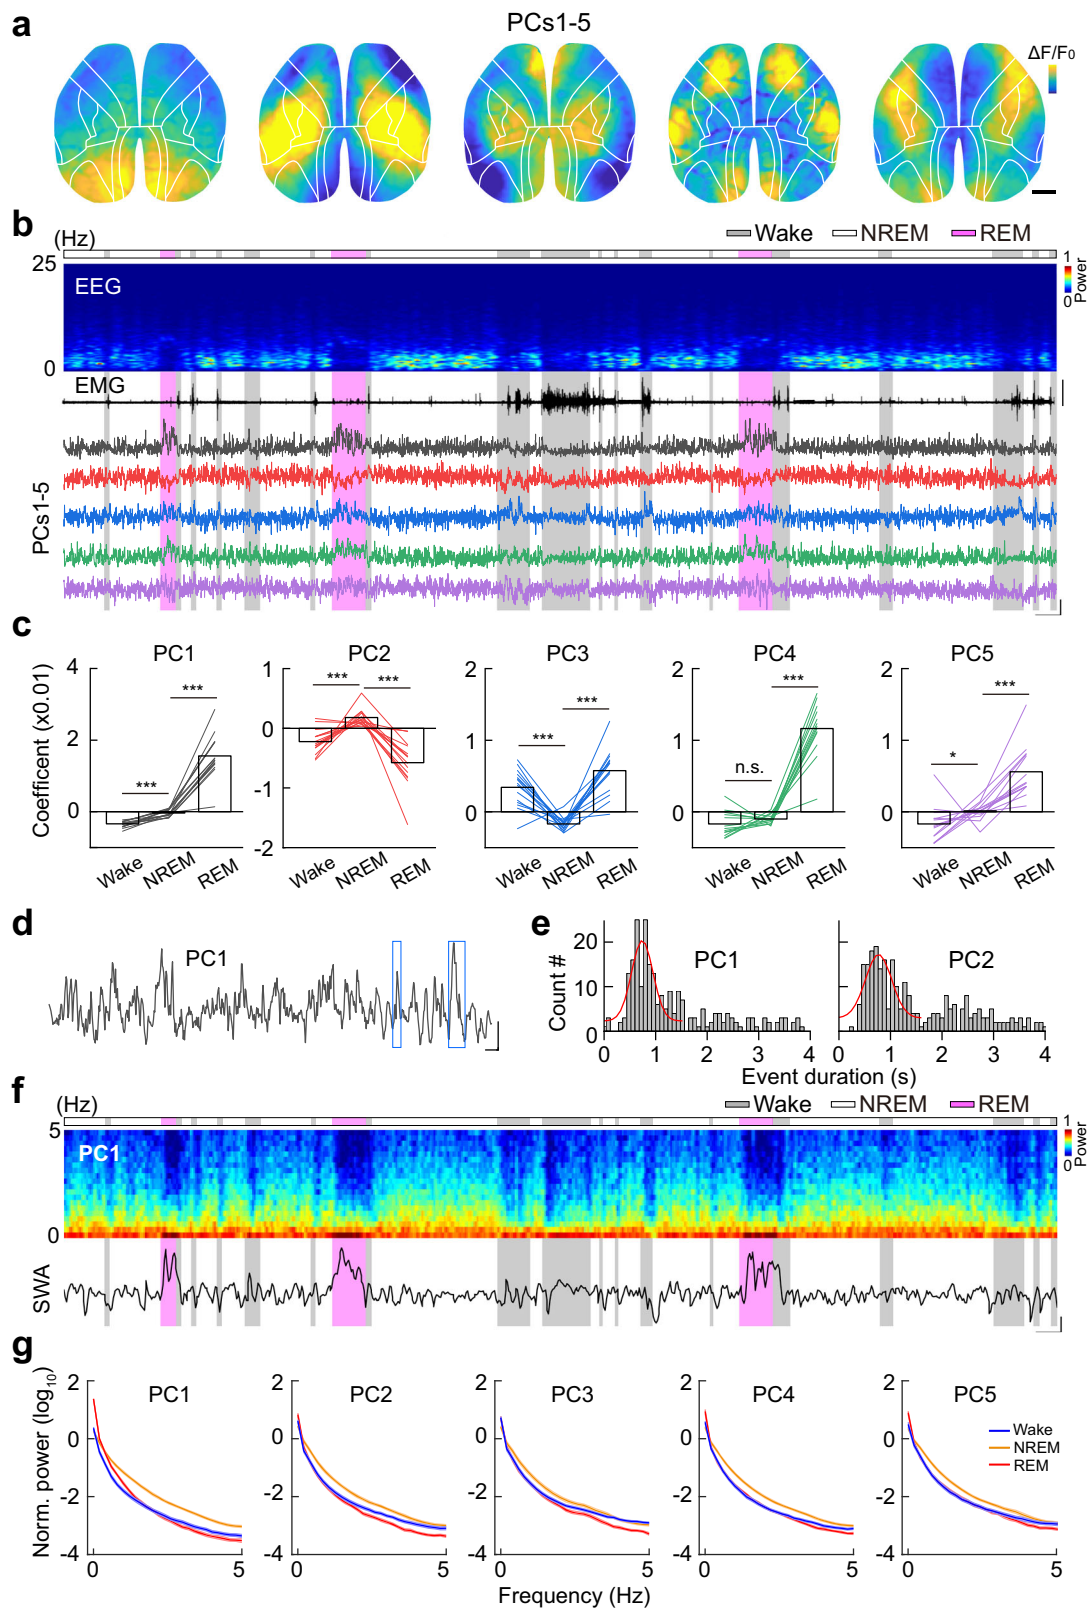 a
PCs1-5
ΔF/F0
b
(Hz)
Wake NREM REM
25
EEG
0
1
0
Power
EMG
PCs1-5
c
PC1 PC2 PC3 PC4 PC5
Coefficent (x0.01)
4
2
0
***
***
Wake NREM REM
1
0
-1
-2
***
***
Wake NREM REM
2
1
0
***
***
Wake NREM REM
2
1
0
n.s.
***
Wake NREM REM
2
1
0
*
***
Wake NREM REM
d
PC1
e
Count #
20
10
0
PC1
PC2
0 1 2 3 4
0 1 2 3 4
Event duration (s)
f
(Hz)
Wake NREM REM
5
PC1
0
1
0
Power
SWA
g
Norm. power (log10)
PC1 PC2 PC3 PC4 PC5
2
0
-2
-4
2
0
-2
-4
2
0
-2
-4
2
0
-2
-4
2
0
-2
-4
Wake
NREM
REM
0 5 0 5 0 5 0 5 0 5
Frequency (Hz)